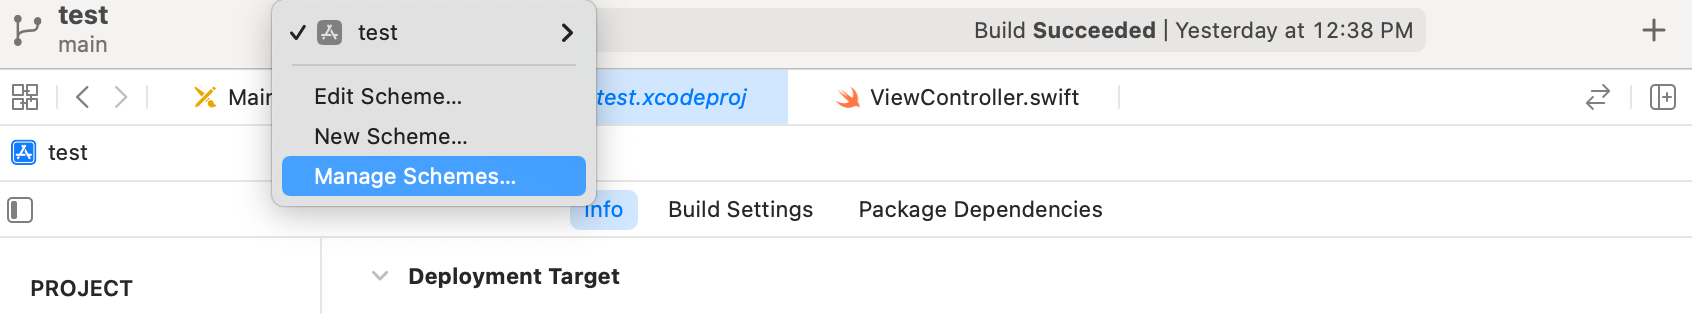 test
main
test
Build Succeeded | Yesterday at 12:38 PM
Edit Scheme...
New Scheme...
Manage Schemes...
Main
test.xcodeproj
ViewController.swift
test
Info
Build Settings
Package Dependencies
PROJECT
Deployment Target